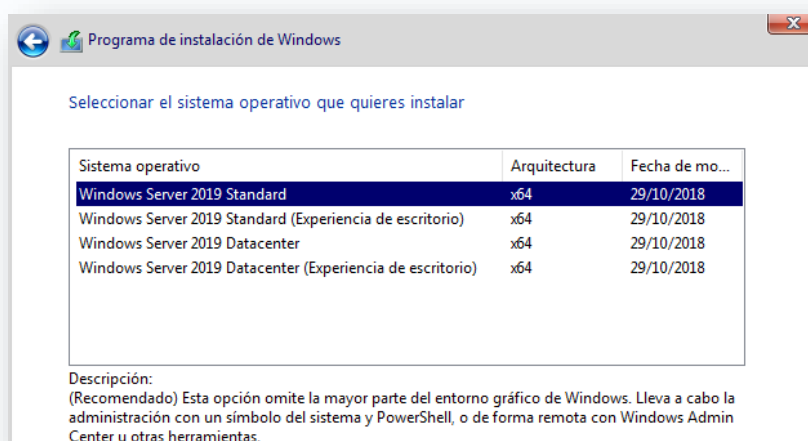 Programa de instalación de Windows
Seleccionar el sistema operativo que quieres instalar
Sistema operativo Arquitectura Fecha de mo...
Windows Server 2019 Standard x64 29/10/2018
Windows Server 2019 Standard (Experiencia de escritorio) x64 29/10/2018
Windows Server 2019 Datacenter x64 29/10/2018
Windows Server 2019 Datacenter (Experiencia de escritorio) x64 29/10/2018
Descripción:
(Recomendado) Esta opción omite la mayor parte del entorno gráfico de Windows. Lleva a cabo la
administración con un símbolo del sistema y PowerShell, o de forma remota con Windows Admin
Center u otras herramientas.